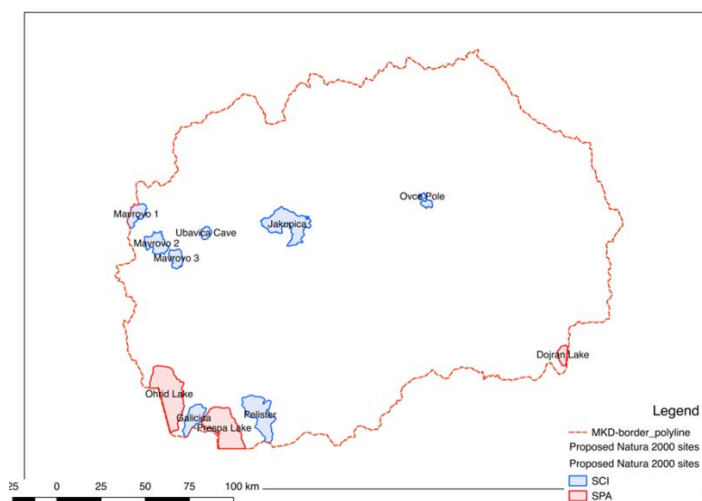 Ovce Pole
Mavrovo 1
Jakupica
Ubavica Cave
Mavrovo 2
Mavrovo 3
Dojran Lake
Ohrid Lake
Galicica
Pelister
Prespa Lake
Legend
MKD-border_polyline
Proposed Natura 2000 sites
Proposed Natura 2000 sites
SCI
SPA
25 0 25 50 75 100 km